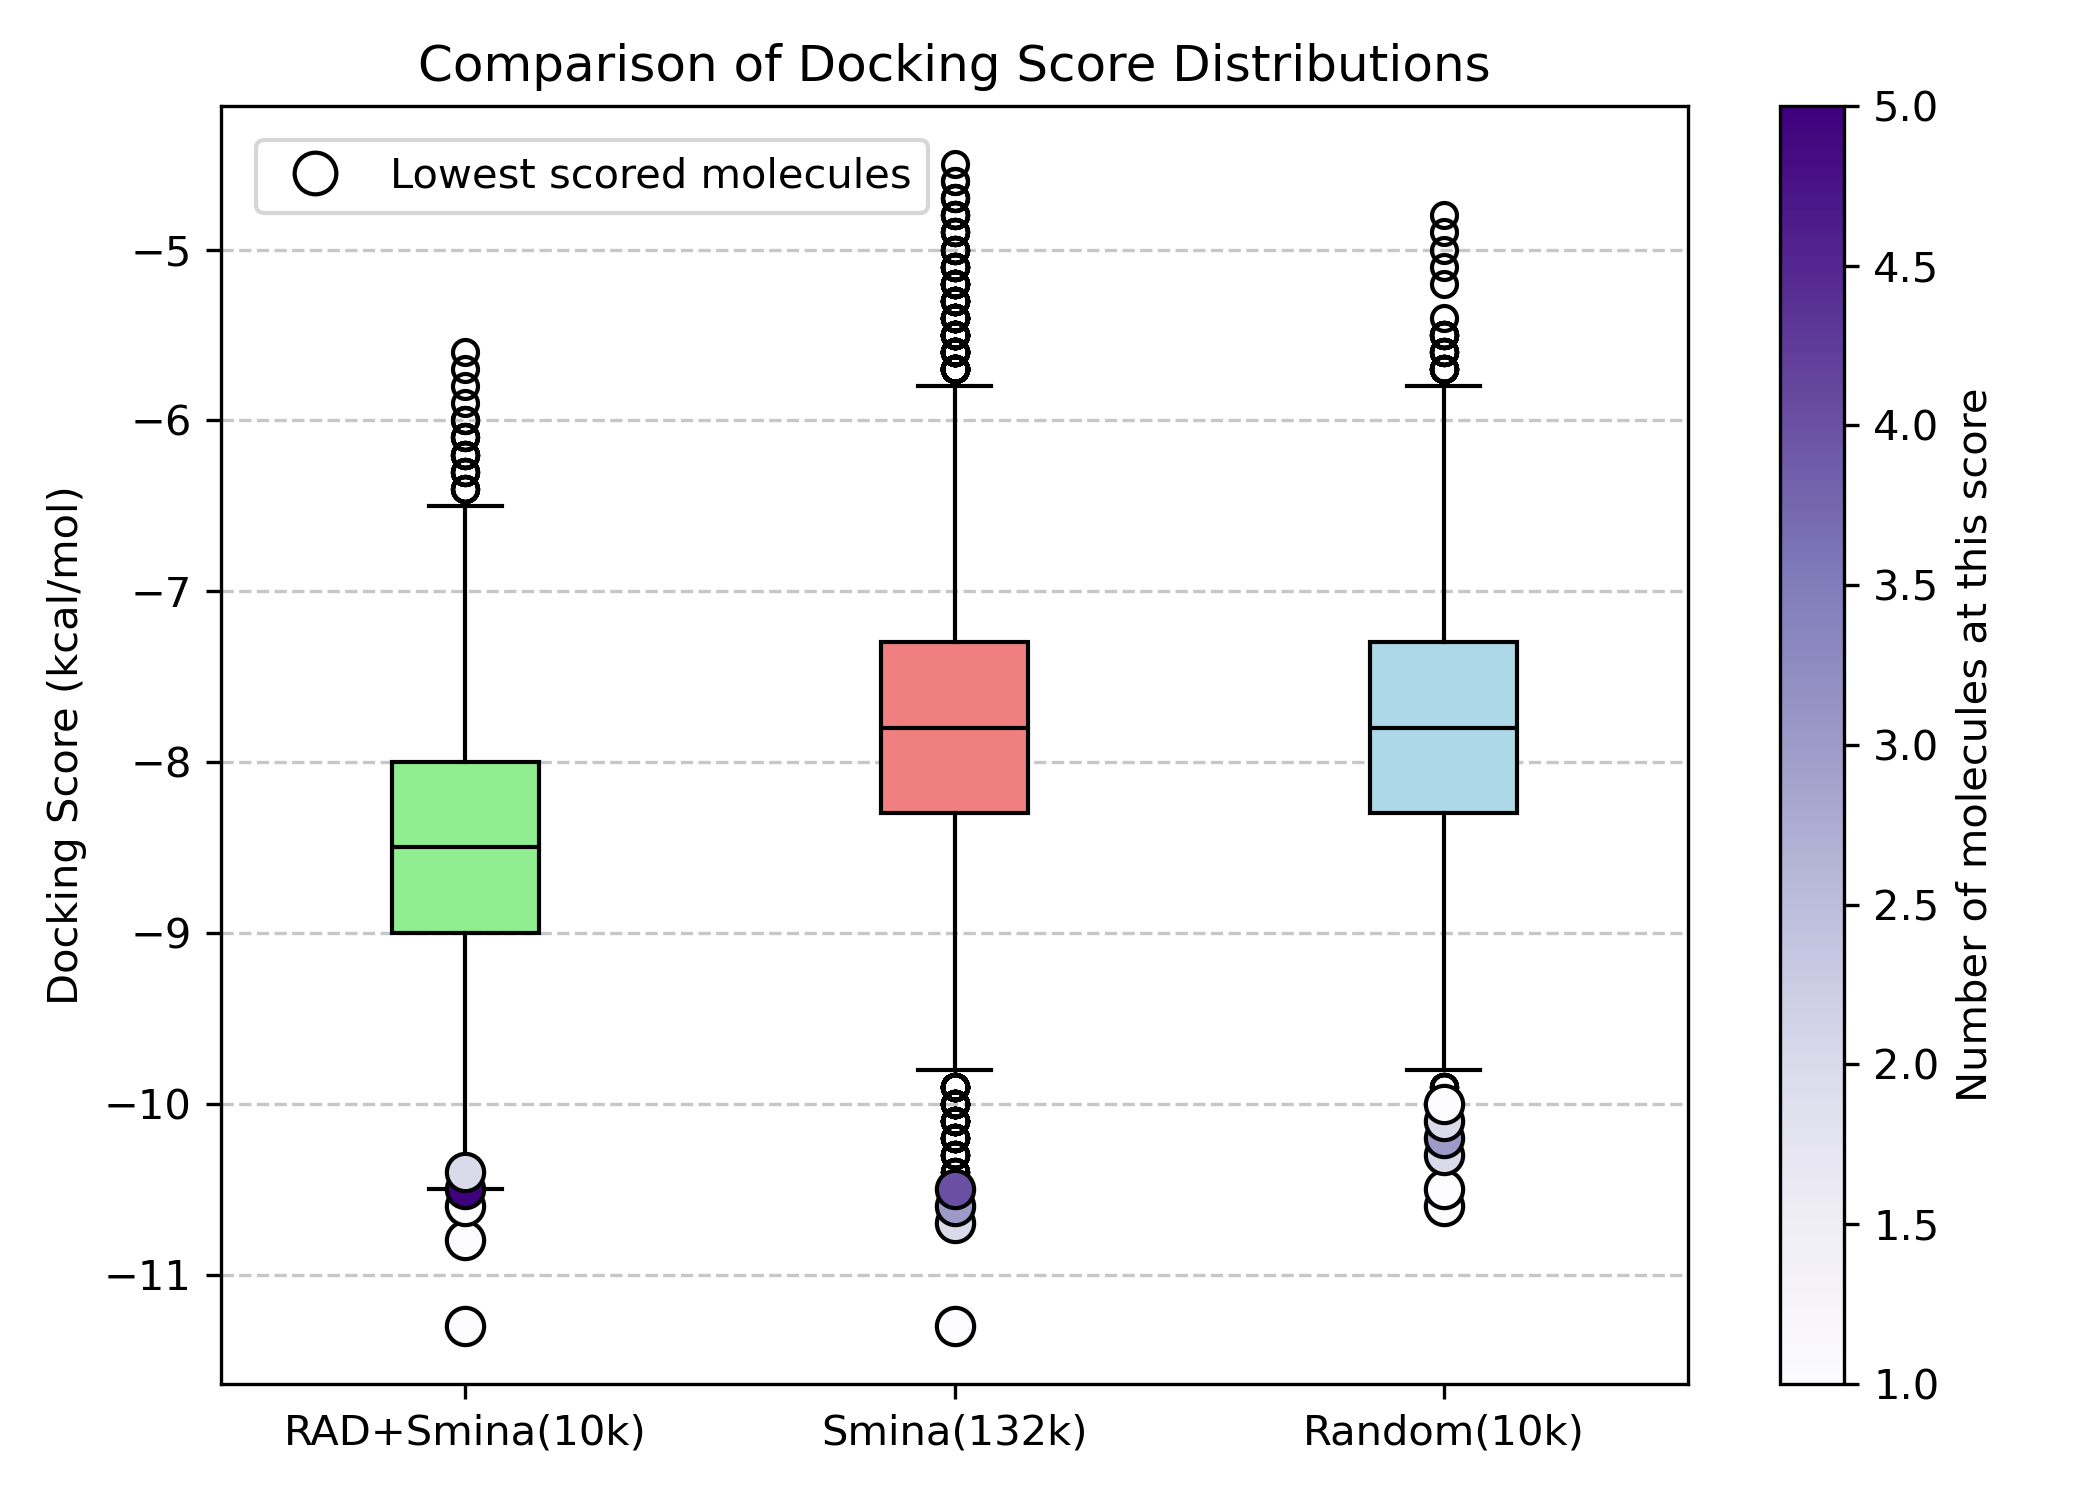 Comparison of Docking Score Distributions
Lowest scored molecules
Docking Score (kcal/mol)
−5
−6
−7
−8
−9
−10
−11
RAD+Smina(10k)
Smina(132k)
Random(10k)
5.0
4.5
4.0
3.5
3.0
2.5
2.0
1.5
1.0
Number of molecules at this score